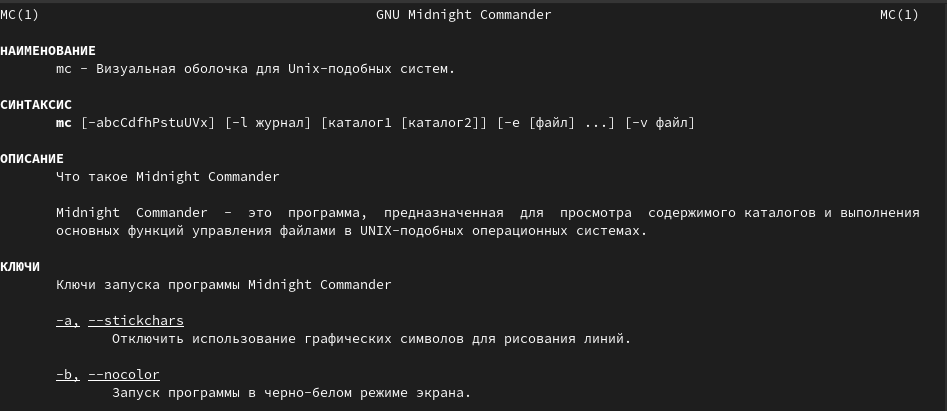 MC(1) GNU Midnight Commander MC(1)
НАИМЕНОВАНИЕ
mc - Визуальная оболочка для Unix-подобных систем.
СИНТАКСИС
mc [-abcCdfhPstuUVx] [-l журнал] [каталог1 [каталог2]] [-e [файл] ...] [-v файл]
ОПИСАНИЕ
Что такое Midnight Commander
Midnight Commander - это программа, предназначенная для просмотра содержимого каталогов и выполнения
основных функций управления файлами в UNIX-подобных операционных системах.
КЛЮЧИ
Ключи запуска программы Midnight Commander
-a, --stickchars
Отключить использование графических символов для рисования линий.
-b, --nocolor
Запуск программы в черно-белом режиме экрана.